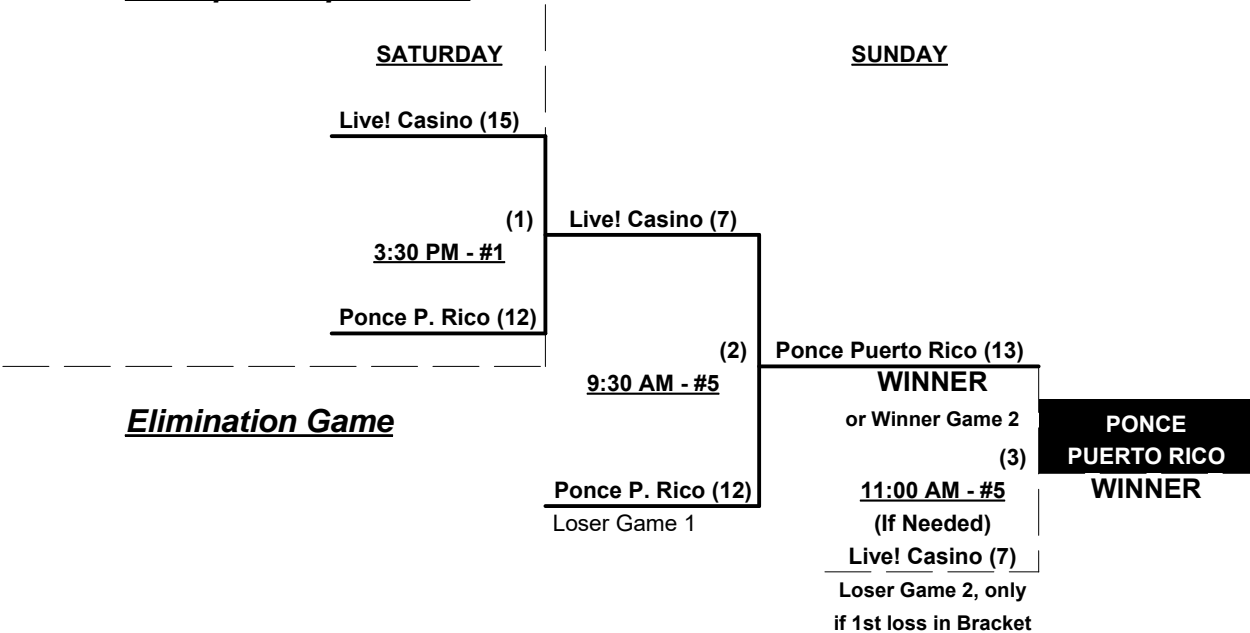 SATURDAY
SUNDAY
Live! Casino (15)
(1)
Live! Casino (7)
3:30 PM - #1
Ponce P. Rico (12)
(2)
Ponce Puerto Rico (13)
9:30 AM - #5
WINNER
Elimination Game
or Winner Game 2
PONCE
(3)
PUERTO RICO
Ponce P. Rico (12)
11:00 AM - #5
WINNER
Loser Game 1
(If Needed)
Live! Casino (7)
Loser Game 2, only
if 1st loss in Bracket